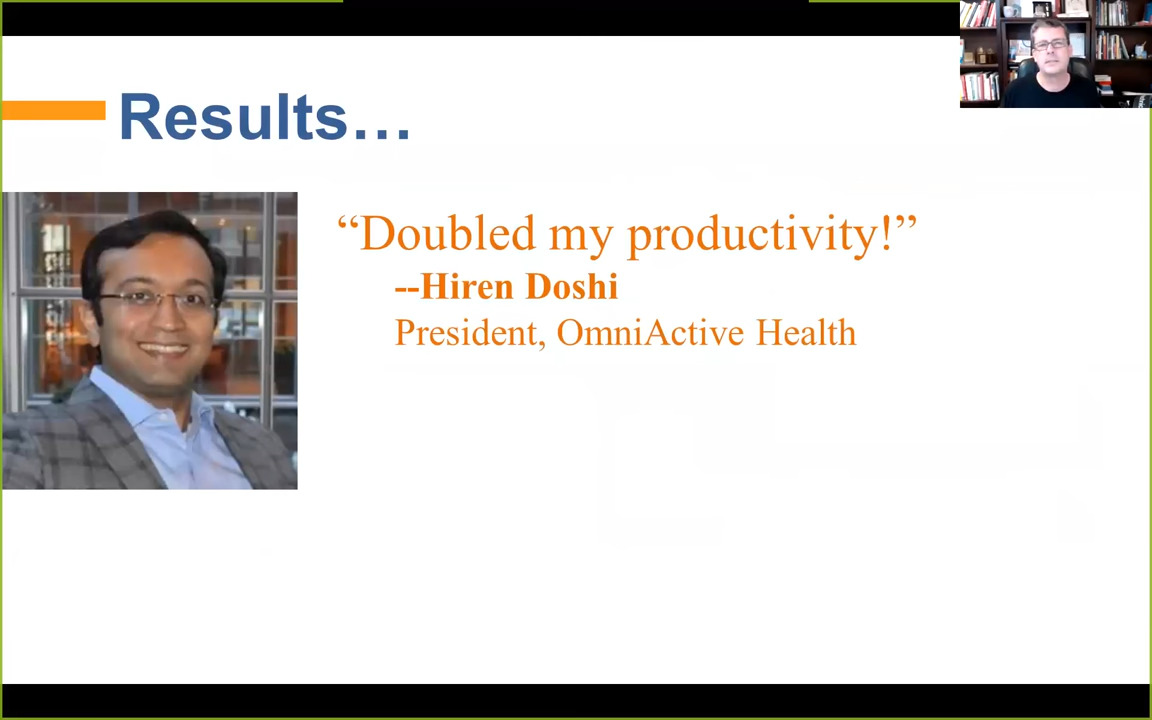 Results…
“Doubled my productivity!”
--Hiren Doshi
President, OmniActive Health